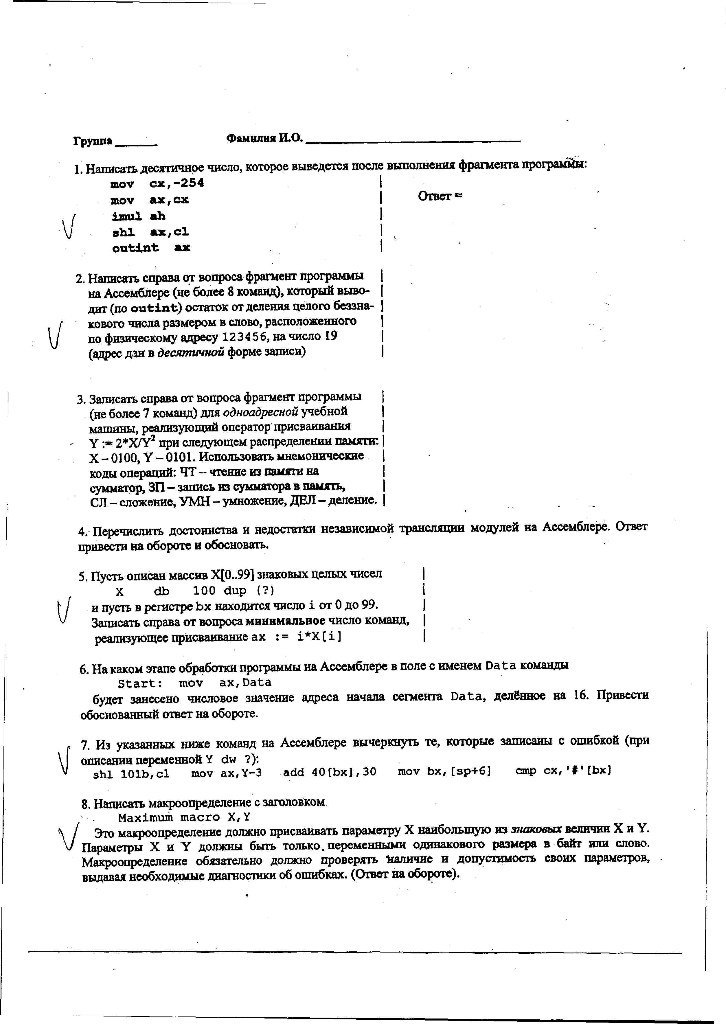 Группа ______ Фамилия И.О. ______________________________
1. Написать десятичное число, которое выведется после выполнения фрагмента программы:
mov cx,-254 |
mov ax,cx | Ответ =
imul ah |
shl ax,cl |
outint ax |
2. Написать справа от вопроса фрагмент программы |
на Ассемблере (не более 8 команд), который выво- |
дит (по outint) остаток от деления целого беззна- |
кового числа размером в слово, расположенного |
по физическому адресу 123456, на число 19 |
(адрес дан в десятичной форме записи) |
3. Записать справа от вопроса фрагмент программы |
(не более 7 команд) для одноадресной учебной |
машины, реализующий оператор присваивания |
Y := 2*X/Y² при следующем распределении памяти: |
X – 0100, Y – 0101. Использовать мнемонические |
коды операций: ЧТ – чтение из памяти на |
сумматор, ЗП – запись из сумматора в память, |
СЛ – сложение, УМН – умножение, ДЕЛ – деление. |
4. Перечислить достоинства и недостатки независимой трансляции модулей на Ассемблере. Ответ
привести на обороте и обосновать.
5. Пусть описан массив X[0..99] знаковых целых чисел |
X db 100 dup (?) |
и пусть в регистре bx находится число i от 0 до 99. |
Записать справа от вопроса минимальное число команд, |
реализующее присваивание ax := i*X[i] |
6. На каком этапе обработки программы на Ассемблере в поле с именем Data команды
Start: mov ax,Data
будет занесено числовое значение адреса начала сегмента Data, делённое на 16. Привести
обоснованный ответ на обороте.
7. Из указанных ниже команд на Ассемблере вычеркнуть те, которые записаны с ошибкой (при
описании переменной Y dw ?):
shl 101b,cl mov ax,Y-3 add 40[bx],30 mov bx,[sp+6] cmp cx,'#'[bx]
8. Написать макроопределение с заголовком
Maximum macro X,Y
Это макроопределение должно присваивать параметру X наибольшую из знаковых величин X и Y.
Параметры X и Y должны быть только переменными одинакового размера в байт или слово.
Макроопределение обязательно должно проверять наличие и допустимость своих параметров,
выдавая необходимые диагностики об ошибках. (Ответ на обороте).